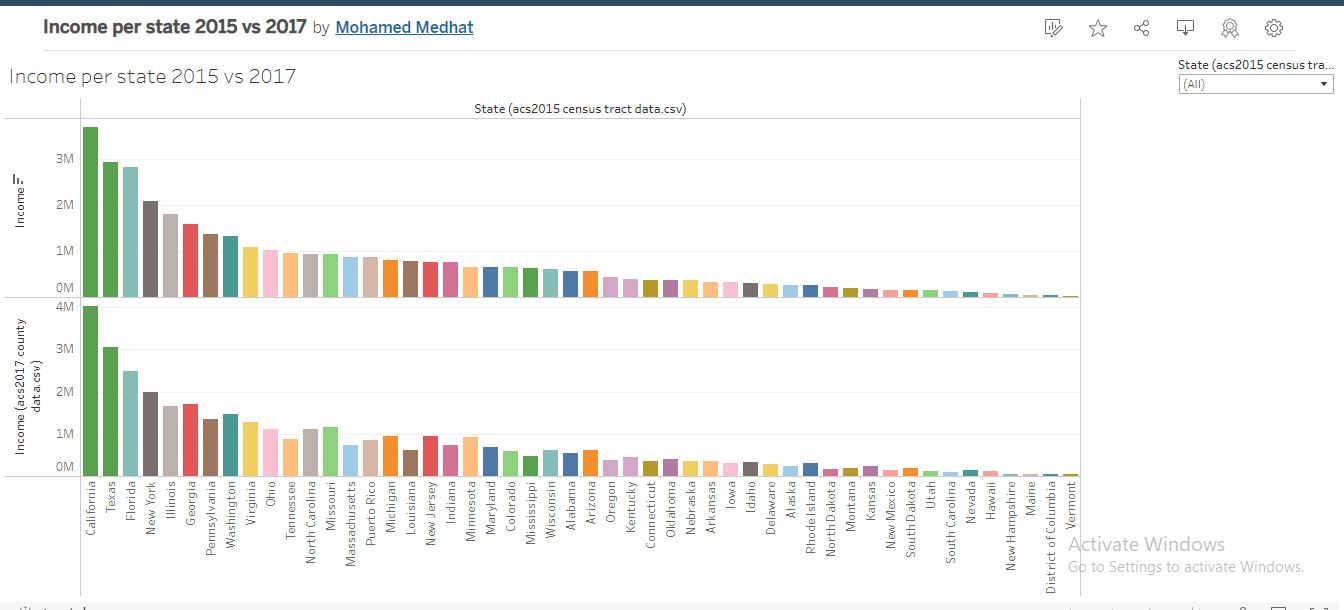 Income per state 2015 vs 2017 by Mohamed Medhat
Income per state 2015 vs 2017
State (acs2015 census tra...
(All)
State (acs2015 census tract data.csv)
Income
3M
2M
1M
0M
Income (acs2017 county
data.csv)
4M
3M
2M
1M
0M
California
Texas
Florida
New York
Illinois
Georgia
Pennsylvania
Washington
Virginia
Ohio
Tennessee
North Carolina
Missouri
Massachusetts
Puerto Rico
Michigan
Louisiana
New Jersey
Indiana
Minnesota
Maryland
Colorado
Mississippi
Wisconsin
Alabama
Arizona
Oregon
Kentucky
Connecticut
Oklahoma
Nebraska
Arkansas
Iowa
Idaho
Delaware
Alaska
Rhode Island
North Dakota
Montana
Kansas
New Mexico
South Dakota
Utah
South Carolina
Nevada
Hawaii
New Hampshire
Maine
District of Columbia
Vermont
Activate Windows
Go to Settings to activate Windows.